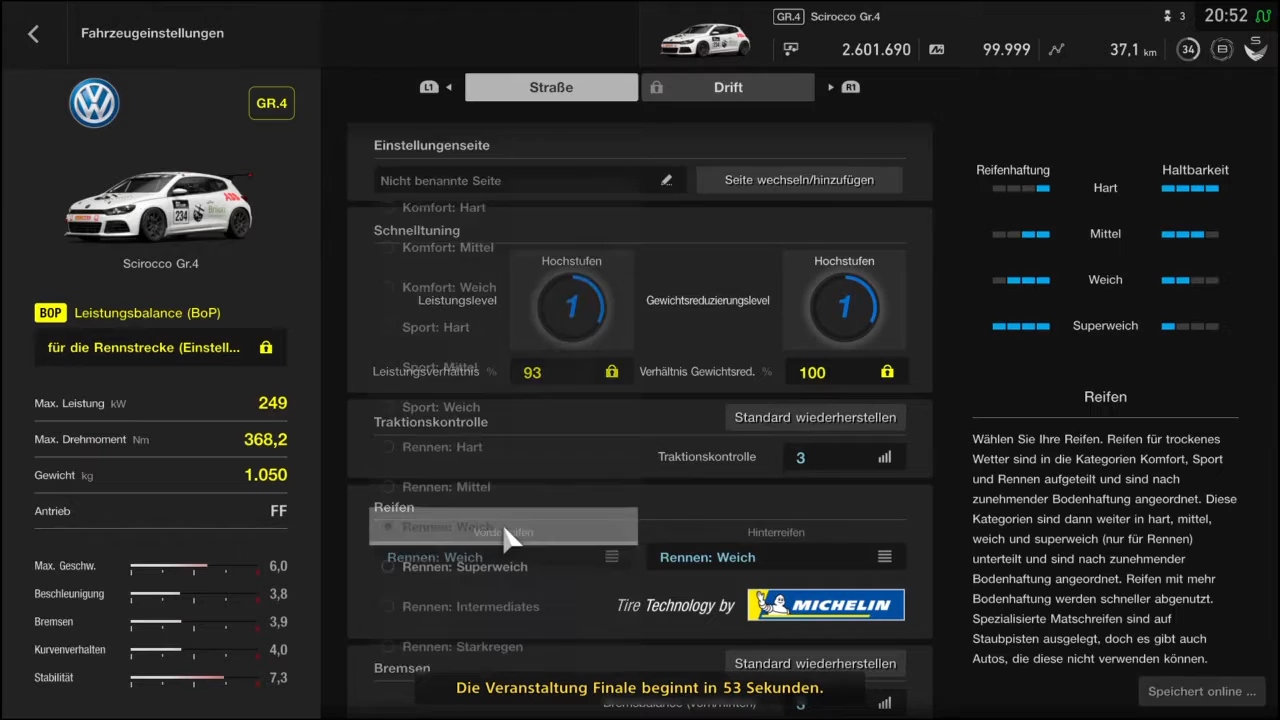 Fahrzeugeinstellungen
GR.4 Scirocco Gr.4
3 20:52
2.601.690 99.999 37,1 km 34 B S
L1 Straße Drift R1
GR.4
234
ABB
Scirocco Gr.4
BOP Leistungsbalance (BoP)
für die Rennstrecke (Einstell...
Max. Leistung kW 249
Max. Drehmoment Nm 368,2
Gewicht kg 1.050
Antrieb FF
Max. Geschw. 6,0
Beschleunigung 3,8
Bremsen 3,9
Kurvenverhalten 4,0
Stabilität 7,3
Einstellungenseite
Nicht benannte Seite
Seite wechseln/hinzufügen
Komfort: Hart
Schnelltuning
Komfort: Mittel
Hochstufen Hochstufen
Komfort: Weich
Leistungslevel 1 Gewichtsreduzierungslevel 1
Sport: Hart
Sport: Mittel
Leistungsverhältnis % 93 Verhältnis Gewichtsred. % 100
Sport: Weich
Traktionskontrolle Standard wiederherstellen
Rennen: Hart
Traktionskontrolle 3
Rennen: Mittel
Reifen
Rennen: Weich
Vorderreifen Hinterreifen
Rennen: Weich Rennen: Weich
Rennen: Superweich
Rennen: Intermediates
Tire Technology by MICHELIN
Rennen: Starkregen
Bremsen Standard wiederherstellen
Die Veranstaltung Finale beginnt in 53 Sekunden.
Bremsbalance (vorn/hinten) 3
Reifenhaftung Haltbarkeit
Hart
Mittel
Weich
Superweich
Reifen
Wählen Sie Ihre Reifen. Reifen für trockenes
Wetter sind in die Kategorien Komfort, Sport
und Rennen aufgeteilt und sind nach
zunehmender Bodenhaftung angeordnet. Diese
Kategorien sind dann weiter in hart, mittel,
weich und superweich (nur für Rennen)
unterteilt und sind nach zunehmender
Bodenhaftung angeordnet. Reifen mit mehr
Bodenhaftung werden schneller abgenutzt.
Spezialisierte Matschreifen sind auf
Staubpisten ausgelegt, doch es gibt auch
Autos, die diese nicht verwenden können.
Speichert online ...